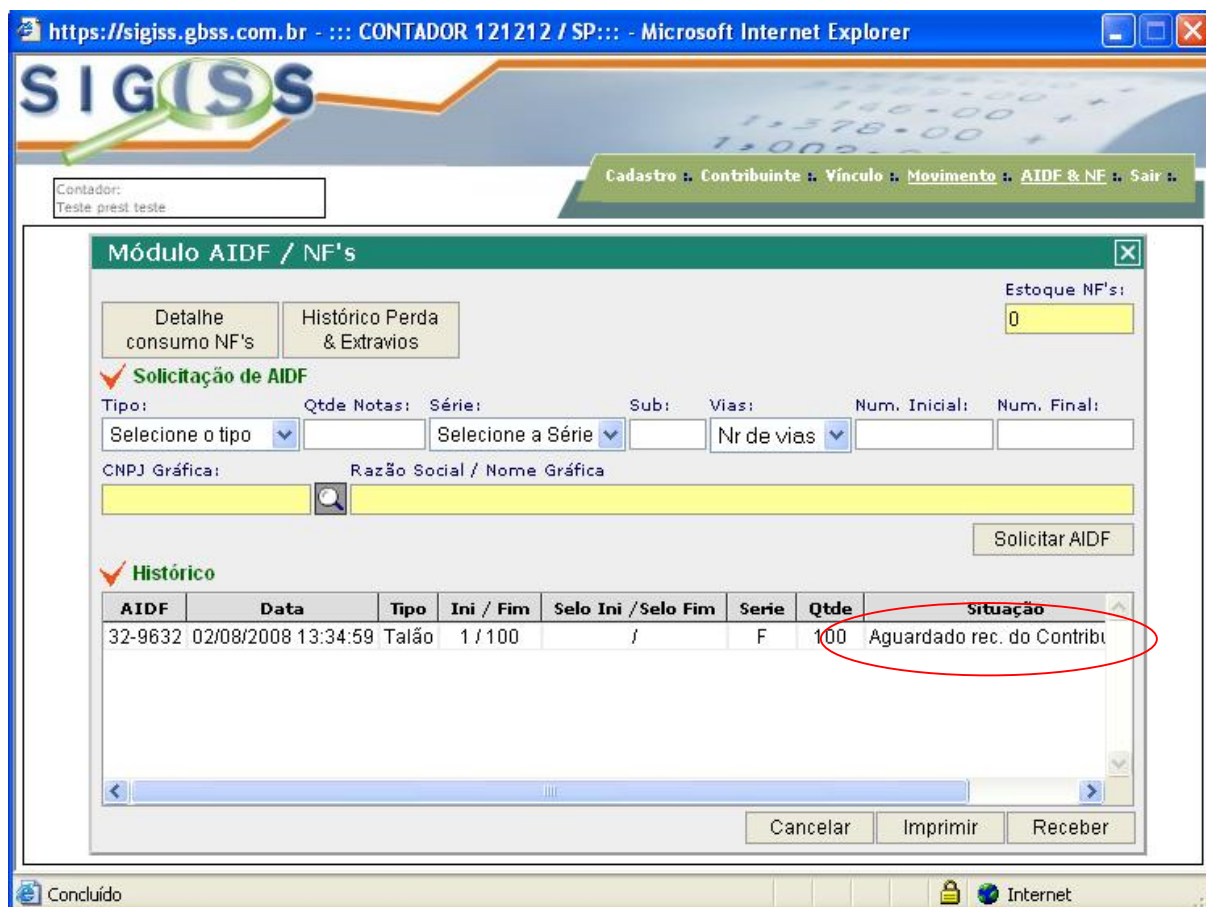 https://sigiss.gbss.com.br - ::: CONTADOR 121212 / SP::: - Microsoft Internet Explorer
SIGISS
146.00 +
1,378.00 +
Cadastro :. Contribuinte :. Vínculo :. Movimento :. AIDF & NF :. Sair :.
Contador:
Teste prest teste
Módulo AIDF / NF's
Estoque NF's:
Detalhe consumo NF's Histórico Perda & Extravios 0
Solicitação de AIDF
Tipo: Qtde Notas: Série: Sub: Vias: Num. Inicial: Num. Final:
Selecione o tipo Selecione a Série Nr de vias
CNPJ Gráfica: Razão Social / Nome Gráfica
Solicitar AIDF
Histórico
AIDF Data Tipo Ini / Fim Selo Ini /Selo Fim Serie Qtde Situação
32-9632 02/08/2008 13:34:59 Talão 1 / 100 / F 100 Aguardado rec. do Contribu
Cancelar Imprimir Receber
Concluído Internet